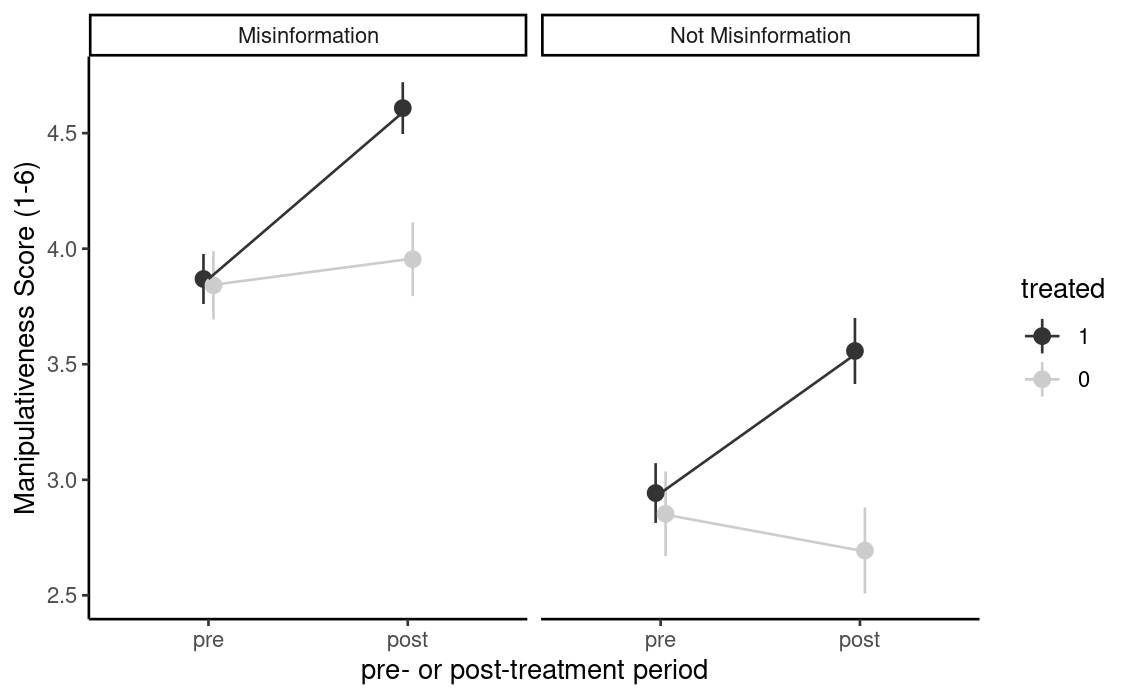 Misinformation
Not Misinformation
Manipulativeness Score (1-6)
4.5
4.0
3.5
3.0
2.5
pre
post
pre
post
pre- or post-treatment period
treated
1
0